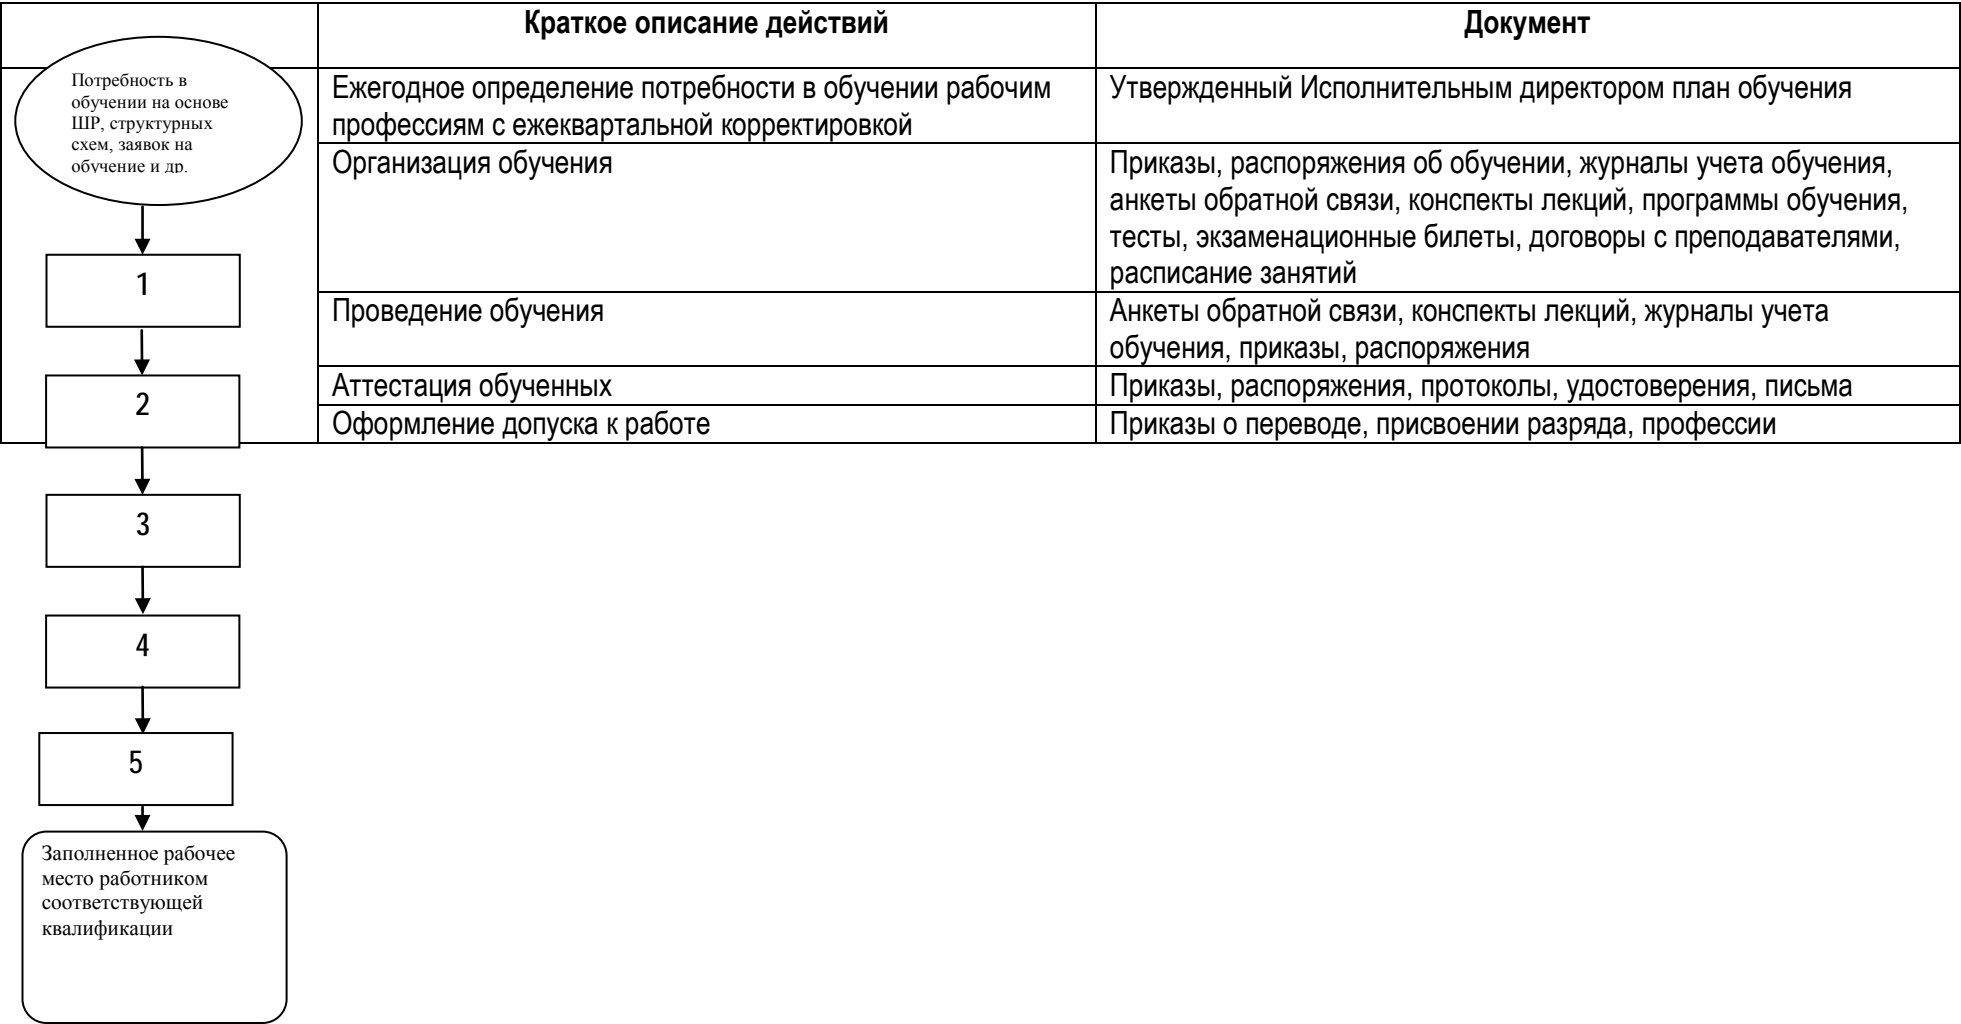 Краткое описание действий
Документ
Потребность в
обучении на основе
ШР, структурных
схем, заявок на
обучение и др.
Ежегодное определение потребности в обучении рабочим
профессиям с ежеквартальной корректировкой
Утвержденный Исполнительным директором план обучения
Организация обучения
Приказы, распоряжения об обучении, журналы учета обучения,
анкеты обратной связи, конспекты лекций, программы обучения,
тесты, экзаменационные билеты, договоры с преподавателями,
расписание занятий
Проведение обучения
Анкеты обратной связи, конспекты лекций, журналы учета
обучения, приказы, распоряжения
Аттестация обученных
Приказы, распоряжения, протоколы, удостоверения, письма
Оформление допуска к работе
Приказы о переводе, присвоении разряда, профессии
1
2
3
4
5
Заполненное рабочее
место работником
соответствующей
квалификации